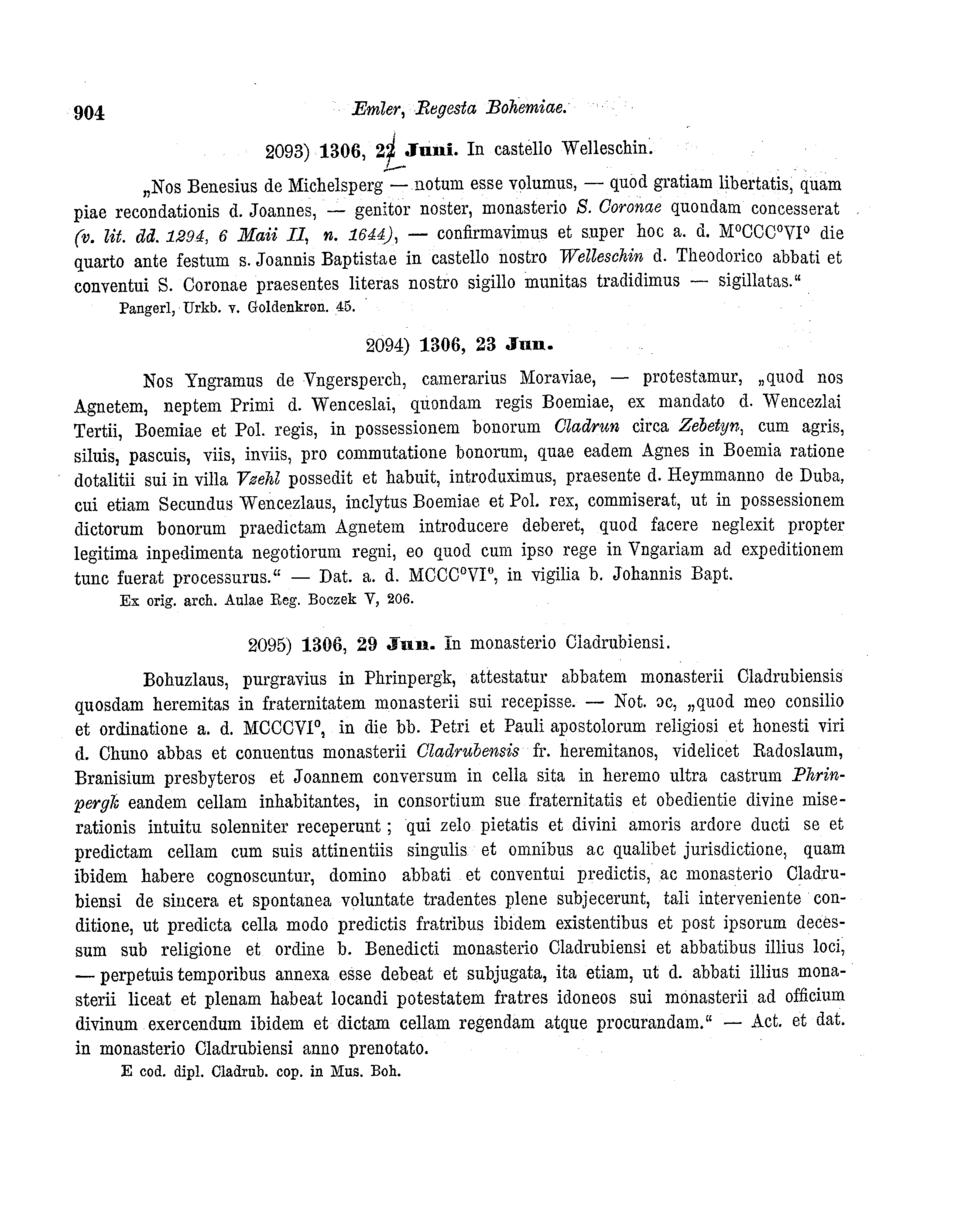 904 Emler, Regesta Bohemiae.
2093) 1306, 22 Juni. In castello Welleschin.
„Nos Benesius de Michelsperg — notum esse volumus, — quod gratiam libertatis, quam
piae recondationis d. Joannes, — genitor noster, monasterio S. Coronae quondam concesserat
(v. lit. dd. 1294, 6 Maii II, n. 1644), — confirmavimus et super hoc a. d. MºCCCºVIº die
quarto ante festum s. Joannis Baptistae in castello nostro Welleschin d. Theodorico abbati et
conventui S. Coronae praesentes literas nostro sigillo munitas tradidimus — sigillatas.“
Pangerl, Urkb. v. Goldenkron. 45.
2094) 1306, 23 Jun.
Nos Yngramus de Vngersperch, camerarius Moraviae, — protestamur, „quod nos
Agnetem, neptem Primi d. Wenceslai, quondam regis Boemiae, ex mandato d. Wencezlai
Tertii, Boemiae et Pol. regis, in possessionem bonorum Cladrun circa Zebetyn, cum agris,
siluis, pascuis, viis, inviis, pro commutatione bonorum, quae eadem Agnes in Boemia ratione
dotalitii sui in villa Vzehl possedit et habuit, introduximus, praesente d. Heymmanno de Duba,
cui etiam Secundus Wencezlaus, inclytus Boemiae et Pol. rex, commiserat, ut in possessionem
dictorum bonorum praedictam Agnetem introducere deberet, quod facere neglexit propter
legitima inpedimenta negotiorum regni, eo quod cum ipso rege in Vngariam ad expeditionem
tunc fuerat processurus.“ — Dat. a. d. MCCCºVIº, in vigilia b. Johannis Bapt.
Ex orig. arch. Aulae Reg. Boczek V, 206.
2095) 1306, 29 Jun. In monasterio Cladrubiensi.
Bohuzlaus, purgravius in Phrinpergk, attestatur abbatem monasterii Cladrubiensis
quosdam heremitas in fraternitatem monasterii sui recepisse. — Not. ɔc, „quod meo consilio
et ordinatione a. d. MCCCVIº, in die bb. Petri et Pauli apostolorum religiosi et honesti viri
d. Chuno abbas et conuentus monasterii Cladrubensis fr. heremitanos, videlicet Radoslaum,
Branisium presbyteros et Joannem conversum in cella sita in heremo ultra castrum Phrin-
pergk eandem cellam inhabitantes, in consortium sue fraternitatis et obedientie divine mise-
rationis intuitu solenniter receperunt; qui zelo pietatis et divini amoris ardore ducti se et
predictam cellam cum suis attinentiis singulis et omnibus ac qualibet jurisdictione, quam
ibidem habere cognoscuntur, domino abbati et conventui predictis, ac monasterio Cladru-
biensi de sincera et spontanea voluntate tradentes plene subjecerunt, tali interveniente con-
ditione, ut predicta cella modo predictis fratribus ibidem existentibus et post ipsorum deces-
sum sub religione et ordine b. Benedicti monasterio Cladrubiensi et abbatibus illius loci,
— perpetuis temporibus annexa esse debeat et subjugata, ita etiam, ut d. abbati illius mona-
sterii liceat et plenam habeat locandi potestatem fratres idoneos sui monasterii ad officium
divinum exercendum ibidem et dictam cellam regendam atque procurandam.“ — Act. et dat.
in monasterio Cladrubiensi anno prenotato.
E cod. dipl. Cladrub. cop. in Mus. Boh.